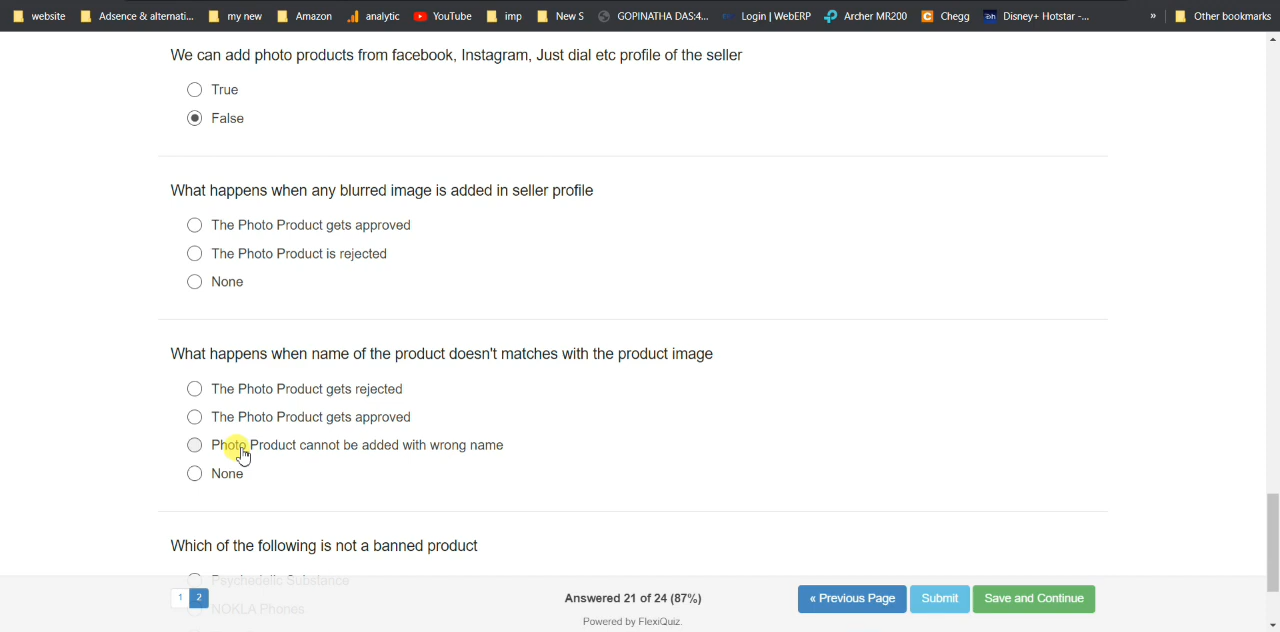 website Adsence & alternati... my new Amazon analytic YouTube imp New S GOPINATHA DAS:4... Login | WebERP Archer MR200 Chegg Disney+ Hotstar -... » Other bookmarks
We can add photo products from facebook, Instagram, Just dial etc profile of the seller
True
False
What happens when any blurred image is added in seller profile
The Photo Product gets approved
The Photo Product is rejected
None
What happens when name of the product doesn't matches with the product image
The Photo Product gets rejected
The Photo Product gets approved
Photo Product cannot be added with wrong name
None
Which of the following is not a banned product
Psychedelic Substance
1 2 Answered 21 of 24 (87%) « Previous Page Submit Save and Continue
NOKLA Phones
Powered by FlexiQuiz.